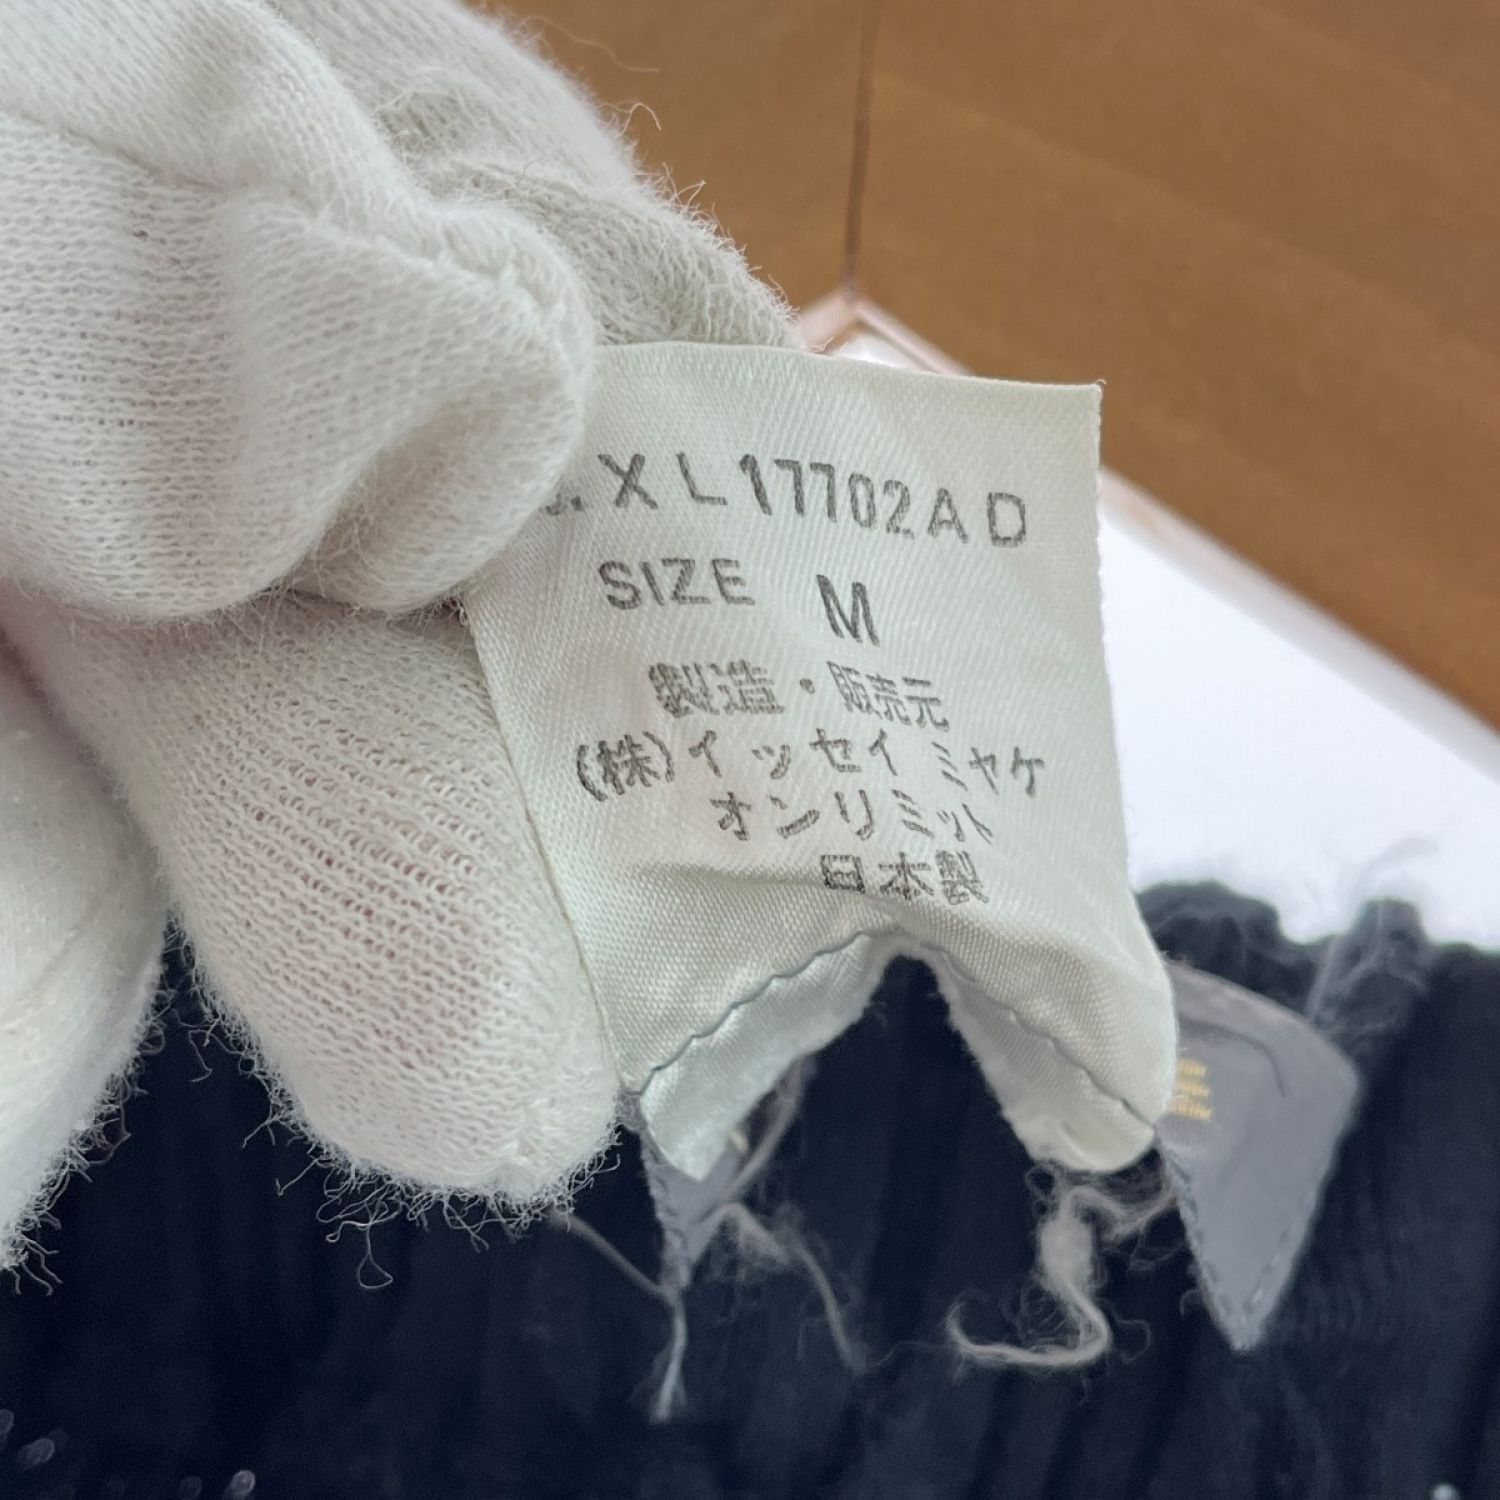 XL17702AD
SIZE M
製造・販売元
(株)イッセイミヤケ
オンリミット
日本製